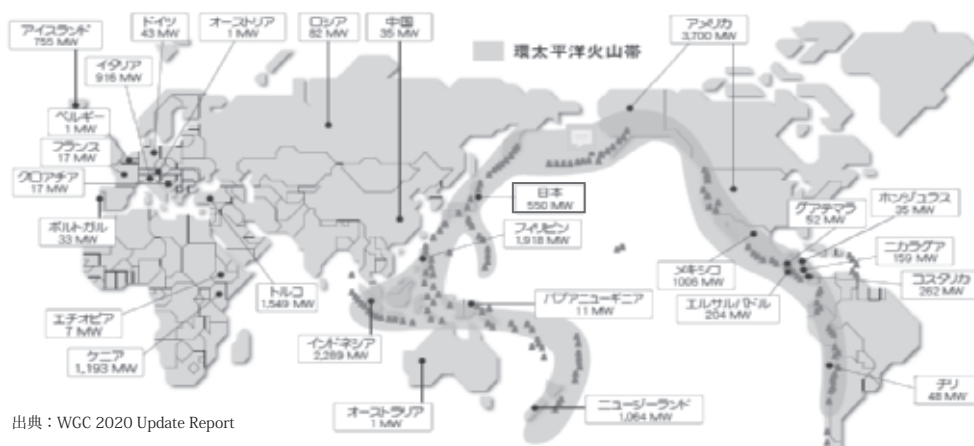 アイスランド
755 MW
ドイツ
43 MW
オーストリア
1 MW
ロシア
82 MW
中国
35 MW
アメリカ
3,700 MW
環太平洋火山帯
イタリア
916 MW
ベルギー
1 MW
フランス
17 MW
クロアチア
17 MW
ポルトガル
33 MW
日本
550 MW
フィリピン
1,918 MW
グアテマラ
52 MW
ホンジュラス
35 MW
ニカラグア
159 MW
コスタリカ
262 MW
メキシコ
1006 MW
エルサルバドル
204 MW
トルコ
1,549 MW
エチオピア
7 MW
ケニア
1,193 MW
インドネシア
2,289 MW
パプアニューギニア
11 MW
オーストラリア
1 MW
ニュージーランド
1,064 MW
チリ
48 MW
出典：WGC 2020 Update Report